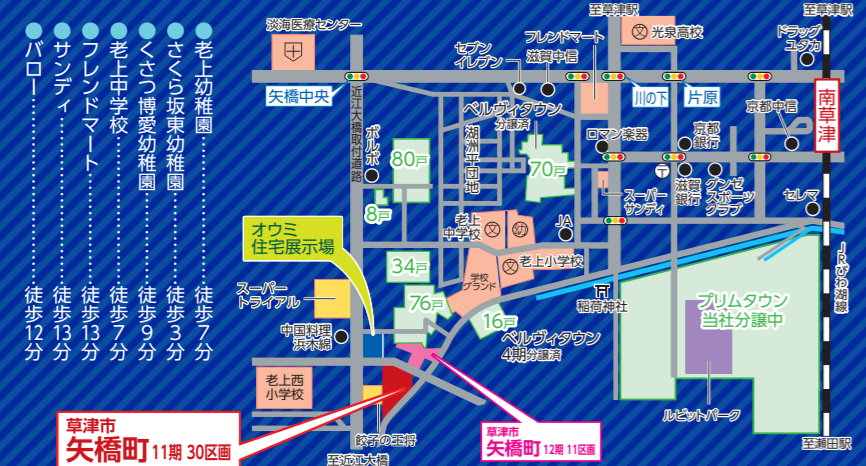 ●老上幼稚園………徒歩7分
●さくら坂東幼稚園……徒歩3分
●くさつ博愛幼稚園……徒歩9分
●老上中学校………徒歩7分
●フレンドマート………徒歩13分
●サンディ………徒歩13分
●バロー………徒歩12分
淡海医療センター
矢橋中央
近江大橋取付道路
ボルボ
80戸
8戸
オウミ
住宅展示場
34戸
76戸
スーパー
トライアル
中国料理
浜木綿
老上西
小学校
餃子の王将
至近江大橋
草津市
矢橋町 11期 30区画
草津市
矢橋町 12期 11区画
セブン
イレブン
フレンドマート
滋賀中信
ベルヴィタウン
分譲済
湖洲平団地
70戸
老上
中学校
文
幼
文
老上小学校
学校
グランド
JA
16戸
ベルヴィタウン
4期分譲済
稲荷神社
至草津駅
文 光泉高校
川の下
片原
ロマン楽器
京都
銀行
〒
滋賀
銀行
グンゼ
スポーツ
クラブ
スーパー
サンディ
至草津駅
ドラッグ
ユタカ
南草津
京都中信
セレマ
JRびわ湖線
プリムタウン
当社分譲中
ルビットパーク
至瀬田駅